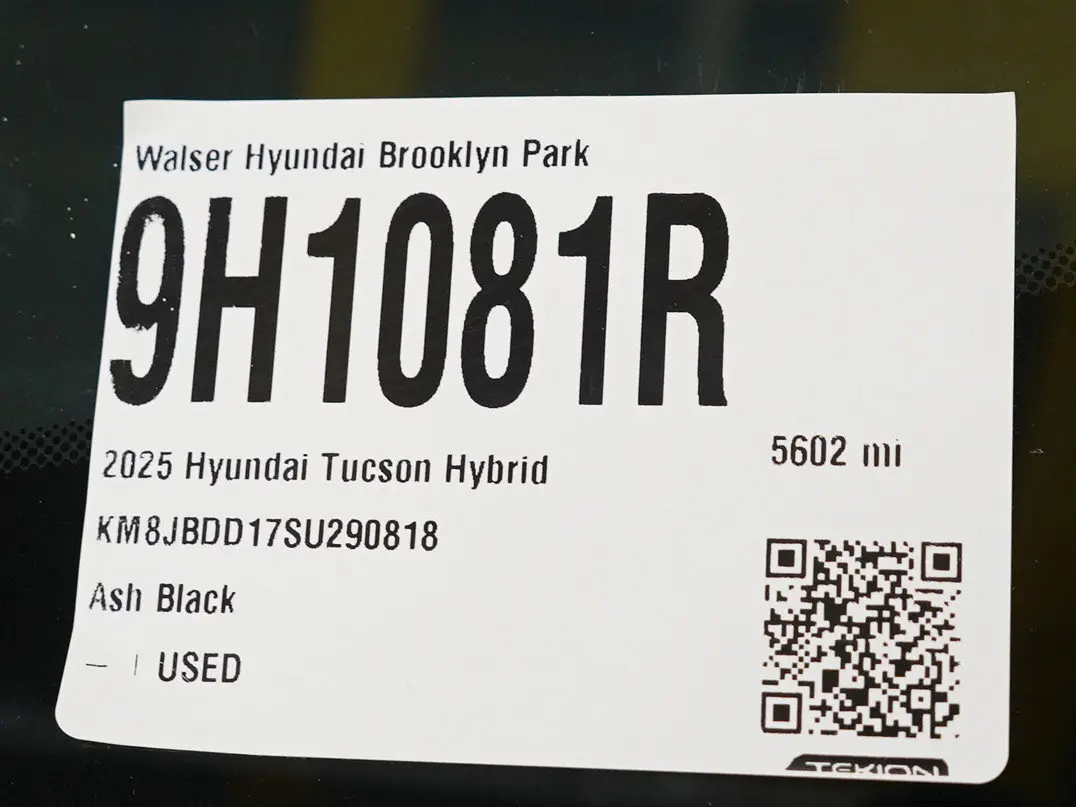 Walser Hyundai Brooklyn Park
9H1081R
2025 Hyundai Tucson Hybrid
5602 mi
KM8JBDD17SU290818
Ash Black
– | USED
TEKION